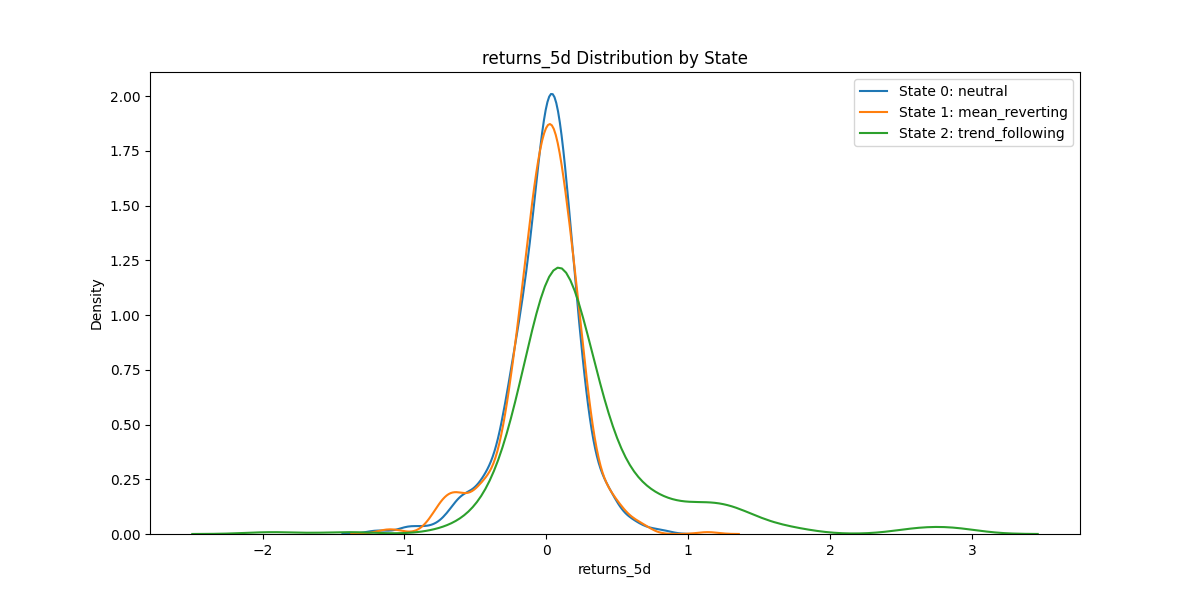 returns_5d Distribution by State
State 0: neutral
State 1: mean_reverting
State 2: trend_following
Density
2.00
1.75
1.50
1.25
1.00
0.75
0.50
0.25
0.00
−2
−1
0
1
2
3
returns_5d